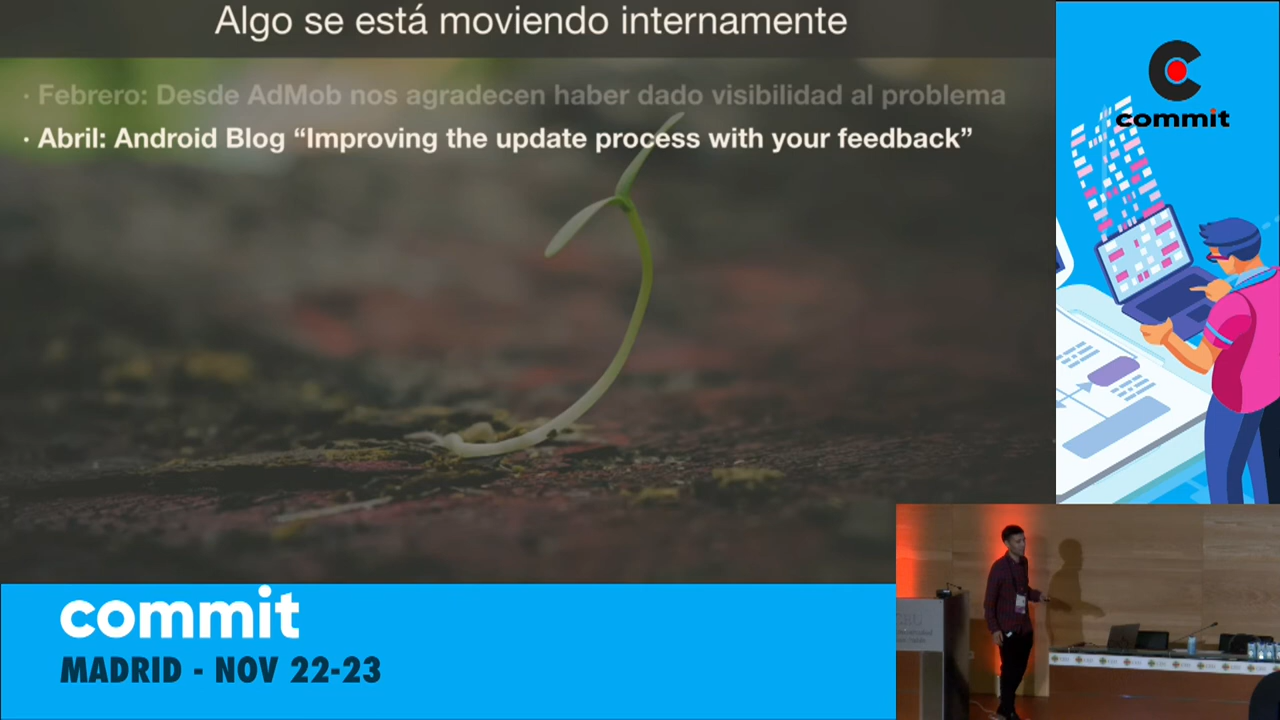 Algo se está moviendo internamente
· Febrero: Desde AdMob nos agradecen haber dado visibilidad al problema
· Abril: Android Blog “Improving the update process with your feedback”
commit
commit
MADRID - NOV 22-23